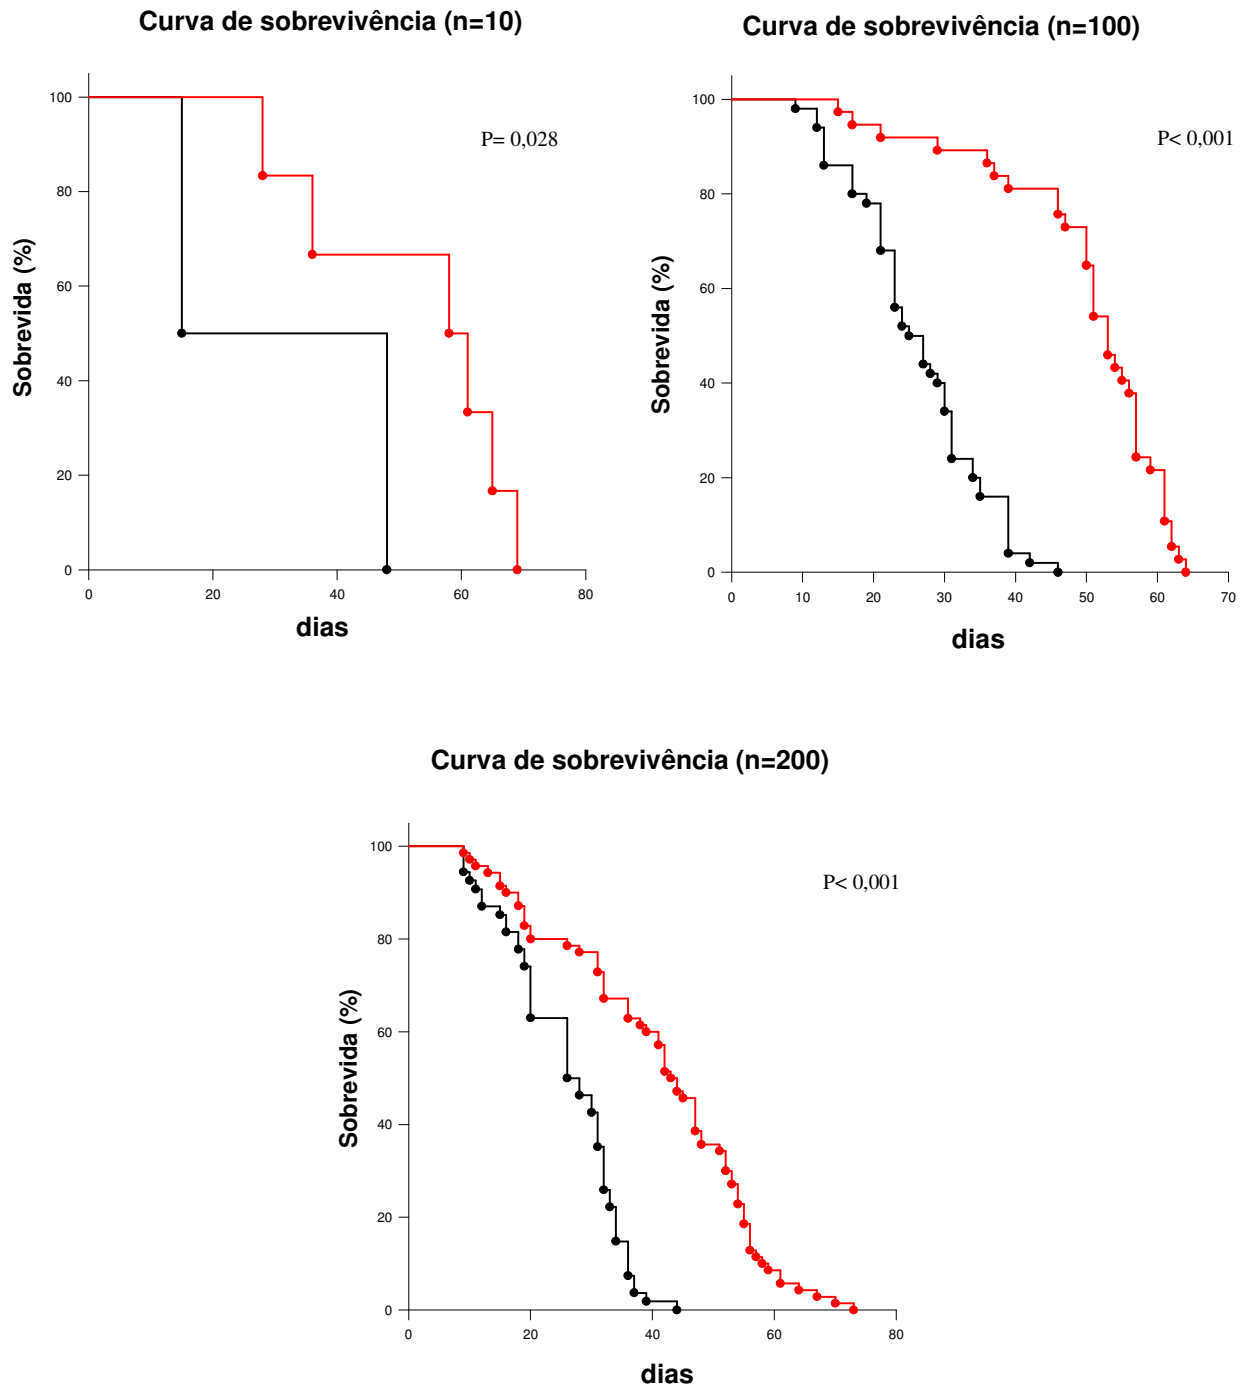 Curva de sobrevivência (n=10)
P= 0,028
Sobrevida (%)
100
80
60
40
20
0
0 20 40 60 80
dias
Curva de sobrevivência (n=100)
P< 0,001
Sobrevida (%)
100
80
60
40
20
0
0 10 20 30 40 50 60 70
dias
Curva de sobrevivência (n=200)
P< 0,001
Sobrevida (%)
100
80
60
40
20
0
0 20 40 60 80
dias